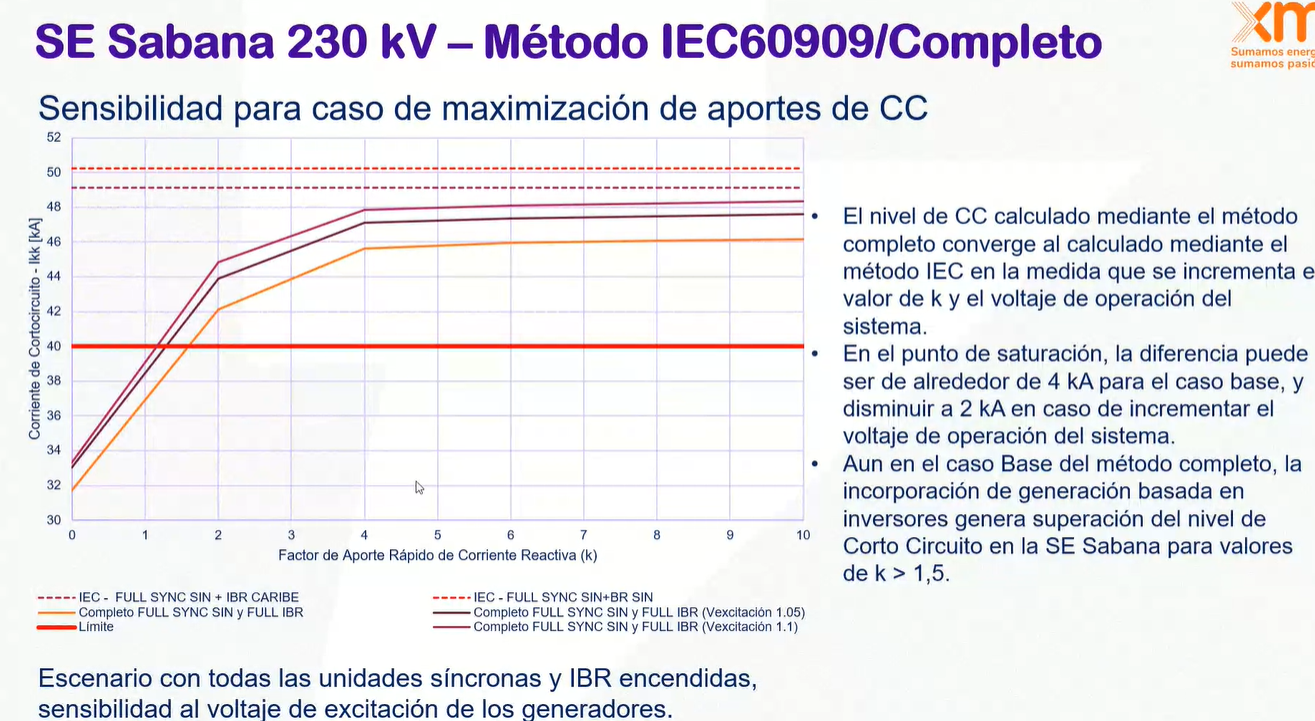 SE Sabana 230 kV – Método IEC60909/Completo
xm
Sumamos energ
sumamos pasió
Sensibilidad para caso de maximización de aportes de CC
52
50
48
46
44
42
40
38
36
34
32
30
Corriente de Cortocircuito - Ikk [kA]
0 1 2 3 4 5 6 7 8 9 10
Factor de Aporte Rápido de Corriente Reactiva (k)
IEC - FULL SYNC SIN + IBR CARIBE
IEC - FULL SYNC SIN+BR SIN
Completo FULL SYNC SIN y FULL IBR
Completo FULL SYNC SIN y FULL IBR (Vexcitación 1.05)
Límite
Completo FULL SYNC SIN y FULL IBR (Vexcitación 1.1)
• El nivel de CC calculado mediante el método
completo converge al calculado mediante el
método IEC en la medida que se incrementa e
valor de k y el voltaje de operación del
sistema.
• En el punto de saturación, la diferencia puede
ser de alrededor de 4 kA para el caso base, y
disminuir a 2 kA en caso de incrementar el
voltaje de operación del sistema.
• Aun en el caso Base del método completo, la
incorporación de generación basada en
inversores genera superación del nivel de
Corto Circuito en la SE Sabana para valores
de k > 1,5.
Escenario con todas las unidades síncronas y IBR encendidas,
sensibilidad al voltaje de excitación de los generadores.